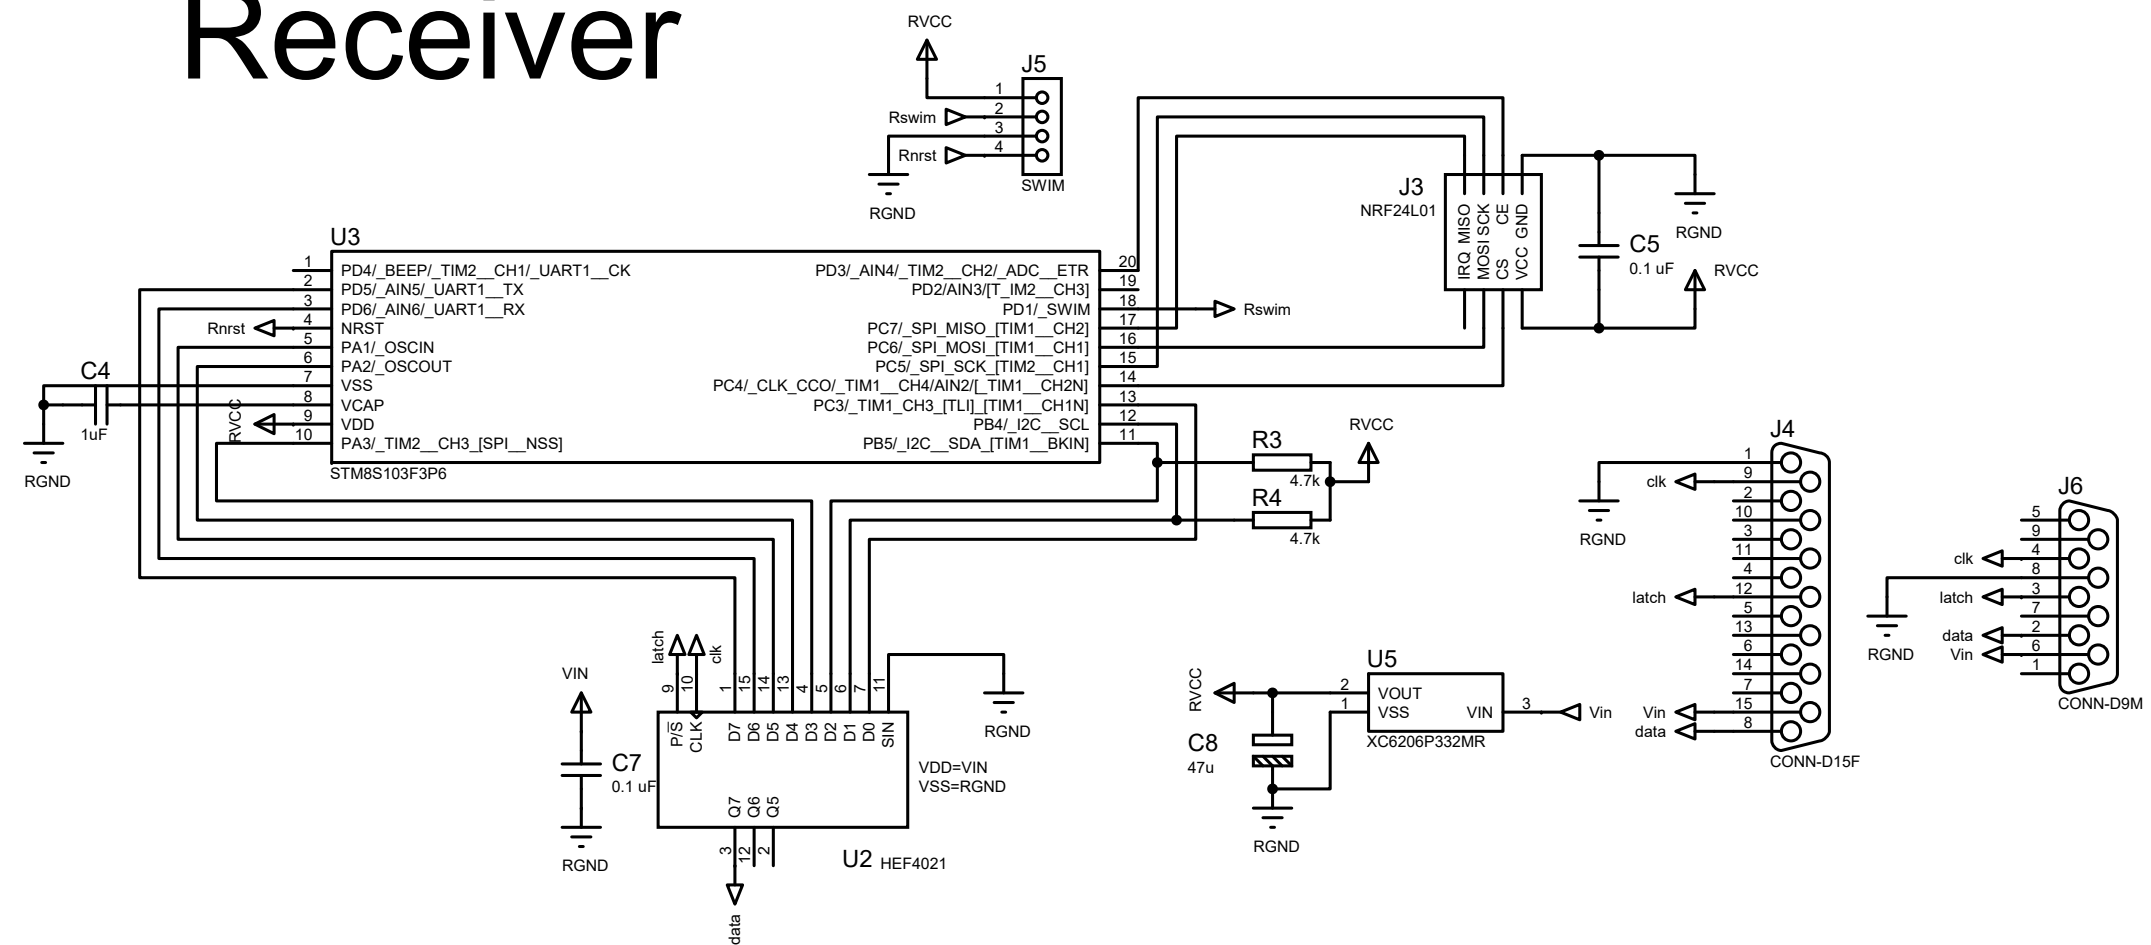 Receiver
RVCC
J5
1
Rswim 2
3
Rnrst 4
SWIM
RGND
J3
NRF24L01
IRQ MISO
MOSI SCK
CS CE
VCC GND
C5
0.1 uF
RGND
RVCC
U3
1 PD4/_BEEP/_TIM2__CH1/_UART1__CK
2 PD5/_AIN5/_UART1__TX
3 PD6/_AIN6/_UART1__RX
Rnrst 4 NRST
5 PA1/_OSCIN
6 PA2/_OSCOUT
7 VSS
8 VCAP
RVCC 9 VDD
10 PA3/_TIM2__CH3_[SPI__NSS]
PD3/_AIN4/_TIM2__CH2/_ADC__ETR 20
PD2/AIN3/[T_IM2__CH3] 19
PD1/_SWIM 18 Rswim
PC7/_SPI_MISO_[TIM1__CH2] 17
PC6/_SPI_MOSI_[TIM1__CH1] 16
PC5/_SPI_SCK_[TIM2__CH1] 15
PC4/_CLK_CCO/_TIM1__CH4/AIN2/[_TIM1__CH2N] 14
PC3/_TIM1_CH3_[TLI]_[TIM1__CH1N] 13
PB4/_I2C__SCL 12
PB5/_I2C__SDA_[TIM1__BKIN] 11
STM8S103F3P6
C4
1uF
RGND
RVCC
R3
4.7k
R4
4.7k
J4
1
clk 9
2
10
3
11
4
latch 12
5
13
6
14
7
Vin 15
data 8
RGND
CONN-D15F
J6
5
9
clk 4
8
latch 3
7
data 2
Vin 6
1
RGND
CONN-D9M
VIN
C7
0.1 uF
RGND
latch
clk
9 10 1 15 14 13 4 5 6 7 11
P/S CLK D7 D6 D5 D4 D3 D2 D1 D0 SIN
RGND
VDD=VIN
VSS=RGND
Q7 Q6 Q5
3 12 2
U2 HEF4021
data
RVCC
U5
2 VOUT
1 VSS
VIN 3 Vin
XC6206P332MR
C8
47u
RGND